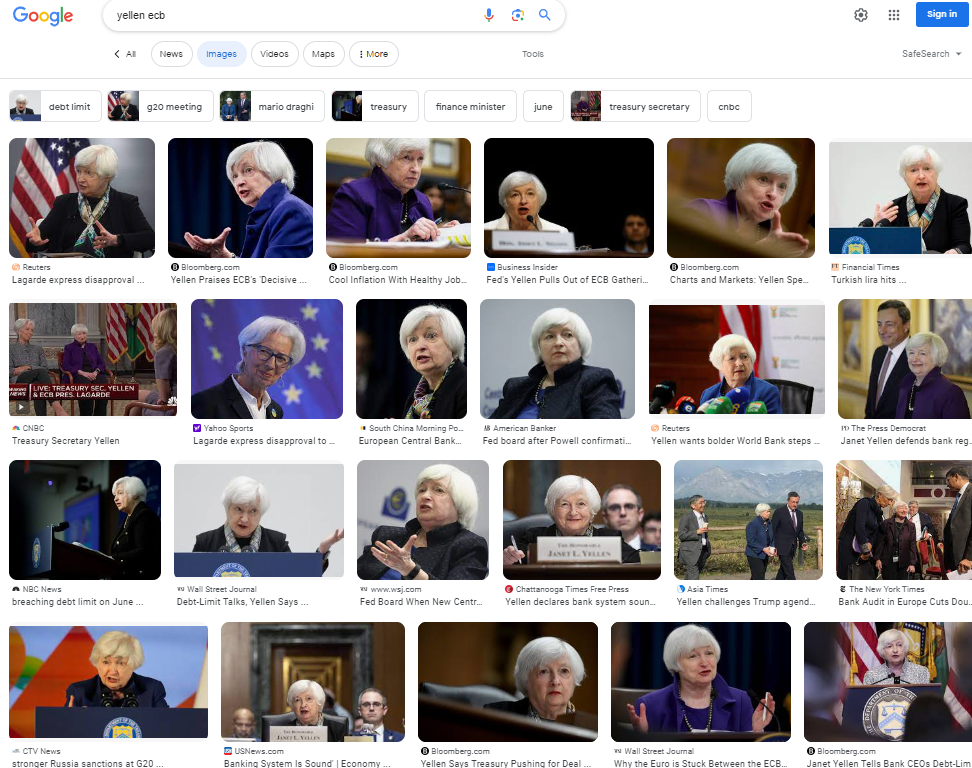 Google
yellen ecb
Sign in
All
News
Images
Videos
Maps
More
Tools
SafeSearch
debt limit
g20 meeting
mario draghi
treasury
finance minister
june
treasury secretary
cnbc
Reuters
Lagarde express disapproval ...
Bloomberg.com
Yellen Praises ECB's 'Decisive ...
Bloomberg.com
Cool Inflation With Healthy Job...
Business Insider
Fed's Yellen Pulls Out of ECB Gatheri...
Bloomberg.com
Charts and Markets: Yellen Spe...
Financial Times
Turkish lira hits ...
LIVE: TREASURY SEC. YELLEN
& ECB PRES. LAGARDE
CNBC
Treasury Secretary Yellen
Yahoo Sports
Lagarde express disapproval to ...
South China Morning Po...
European Central Bank...
American Banker
Fed board after Powell confirmati...
Reuters
Yellen wants bolder World Bank steps ...
The Press Democrat
Janet Yellen defends bank reg...
NBC News
breaching debt limit on June ...
Wall Street Journal
Debt-Limit Talks, Yellen Says ...
www.wsj.com
Fed Board When New Centr...
THE HONORABLE
JANET L. YELLEN
Chattanooga Times Free Press
Yellen declares bank system soun...
Asia Times
Yellen challenges Trump agend...
The New York Times
Bank Audit in Europe Cuts Dou...
CTV News
stronger Russia sanctions at G20 ...
JANET L. YELLEN
USNews.com
Banking System Is Sound' | Economy ...
Bloomberg.com
Yellen Says Treasury Pushing for Deal ...
Wall Street Journal
Why the Euro is Stuck Between the ECB...
Bloomberg.com
Janet Yellen Tells Bank CEOs Debt-Lim...